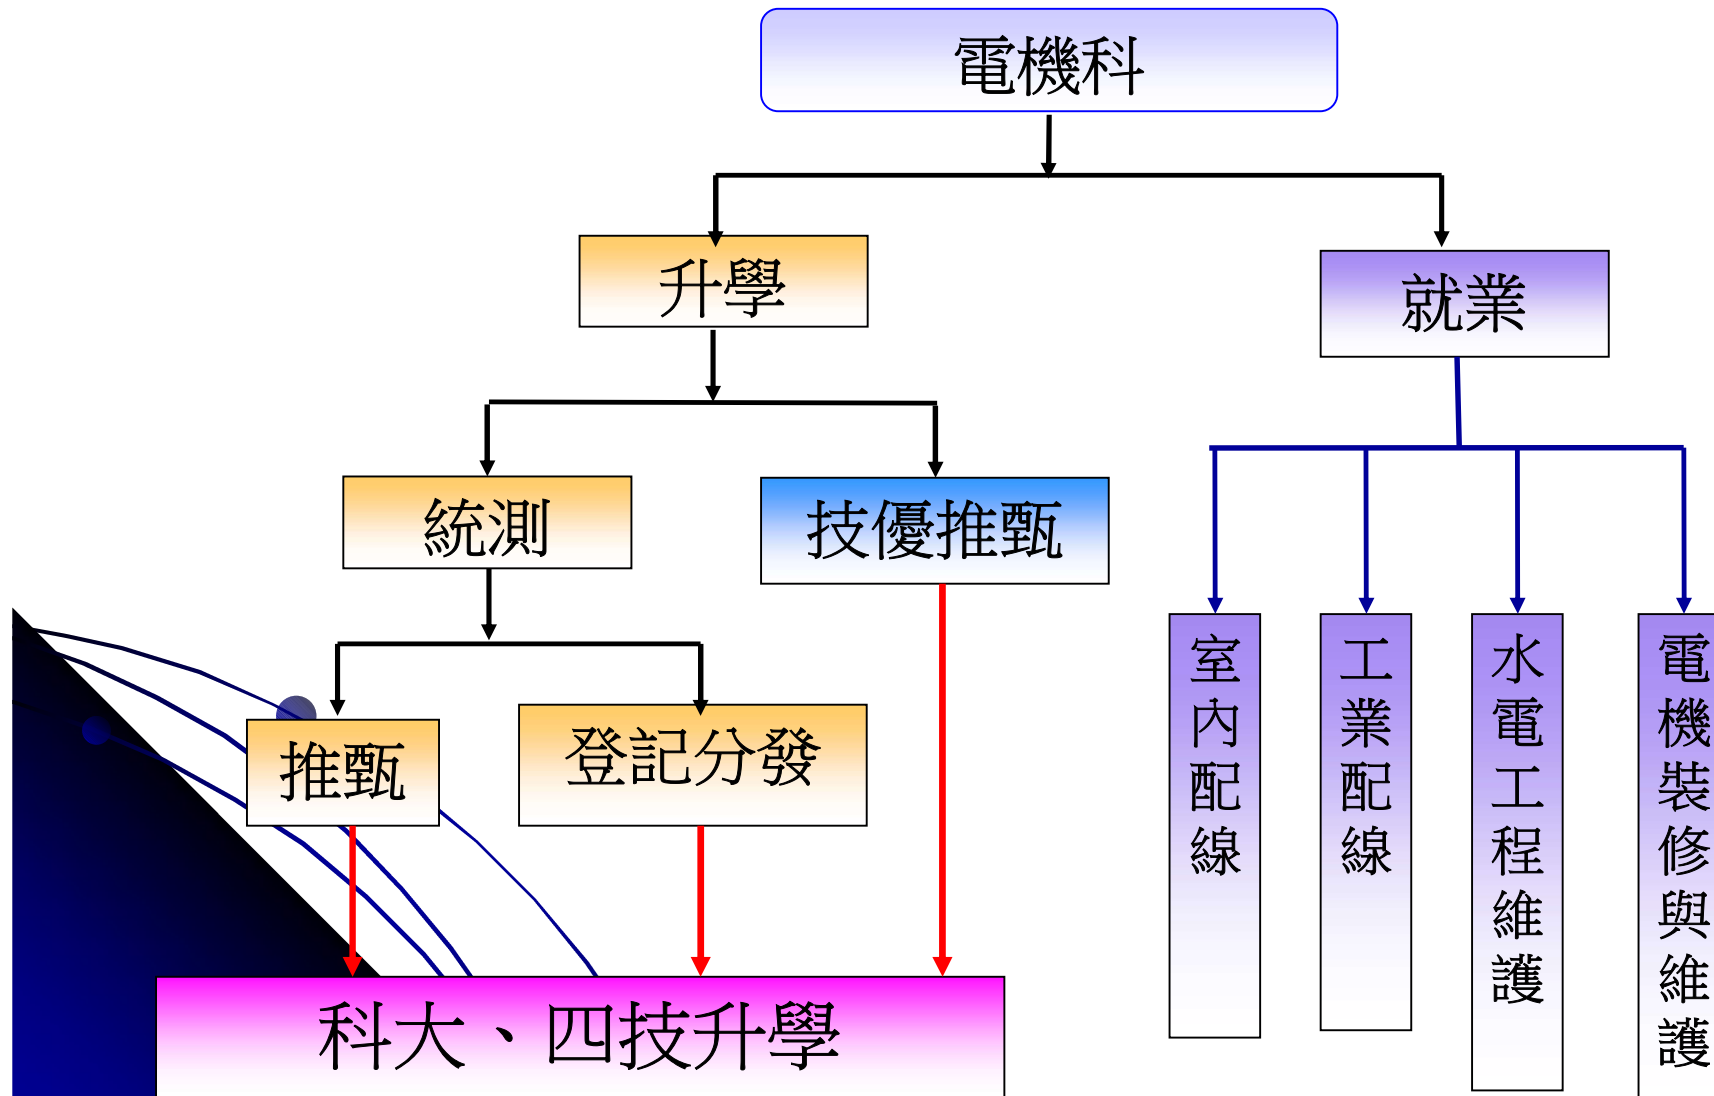 電機科
升學
就業
統測
技優推甄
推甄
登記分發
科大、四技升學
室內配線
工業配線
水電工程維護
電機裝修與維護